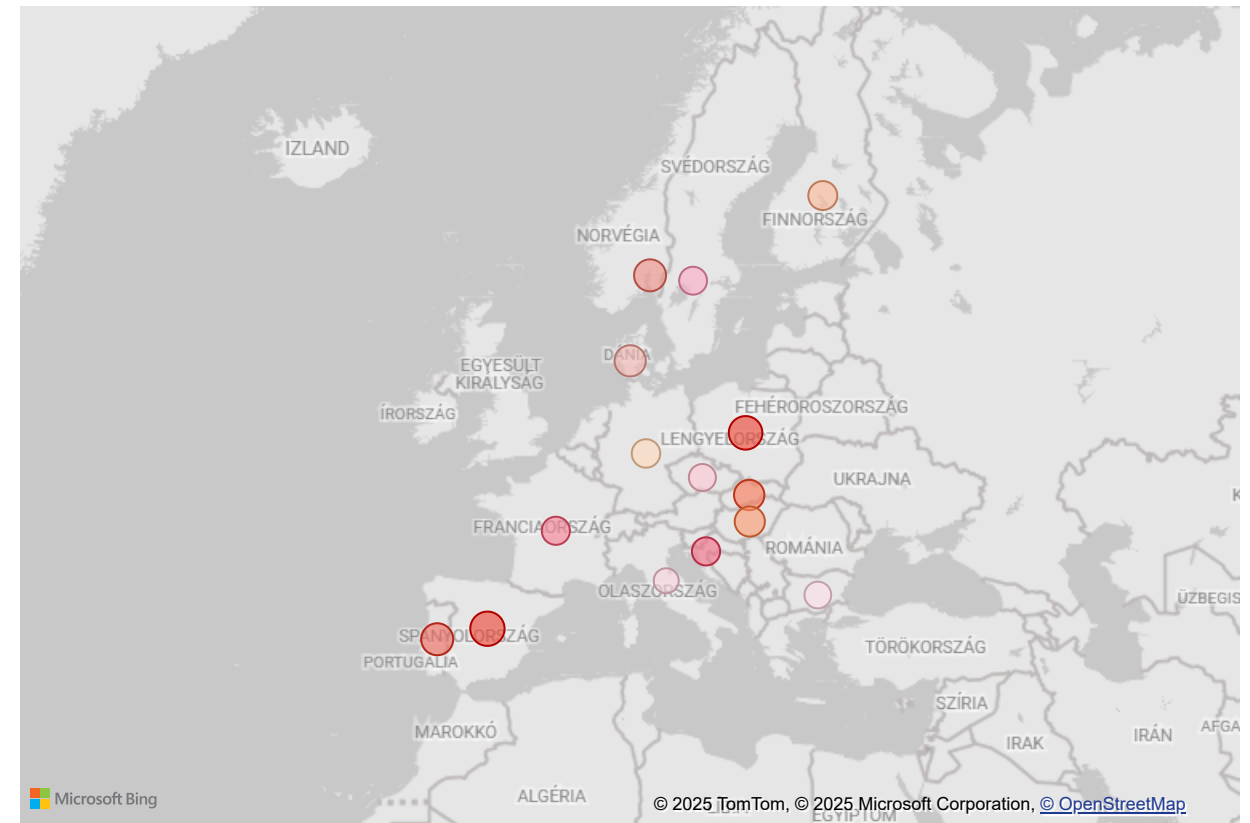 IZLAND
SVÉDORSZÁG
FINNORSZÁG
NORVÉGIA
DÁNIA
EGYESÜLT
KIRÁLYSÁG
ÍRORSZÁG
FEHÉROROSZORSZÁG
LENGYELORSZÁG
UKRAJNA
K
FRANCIAORSZÁG
ROMÁNIA
OLASZORSZÁG
ÜZBEGIS
SPANYOLORSZÁG
PORTUGÁLIA
TÖRÖKORSZÁG
SZÍRIA
MAROKKÓ
IRAK
IRÁN
AFGA
ALGÉRIA
Microsoft Bing
© 2025 TomTom, © 2025 Microsoft Corporation, © OpenStreetMap
EGYIPTOM